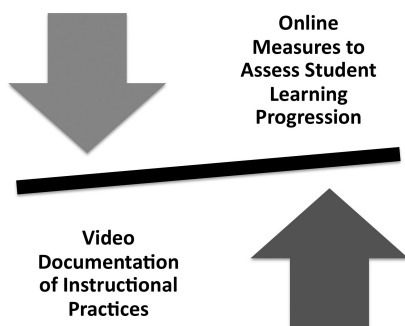 Online
Measures to
Assess Student
Learning
Progression
Video
Documentation
of Instructional
Practices